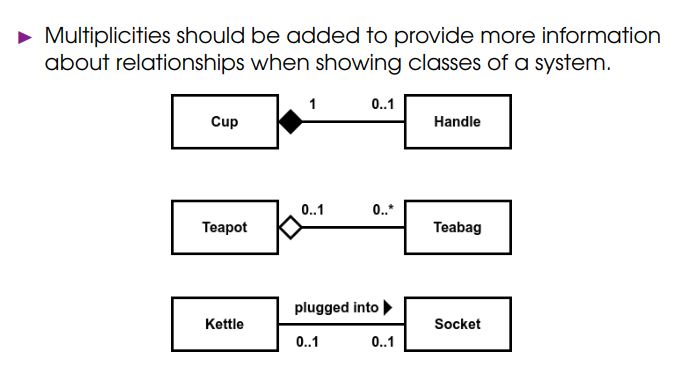 Multiplicities should be added to provide more information
about relationships when showing classes of a system.
Cup
1
0..1
Handle
Teapot
0..1
0..*
Teabag
Kettle
plugged into
0..1
0..1
Socket